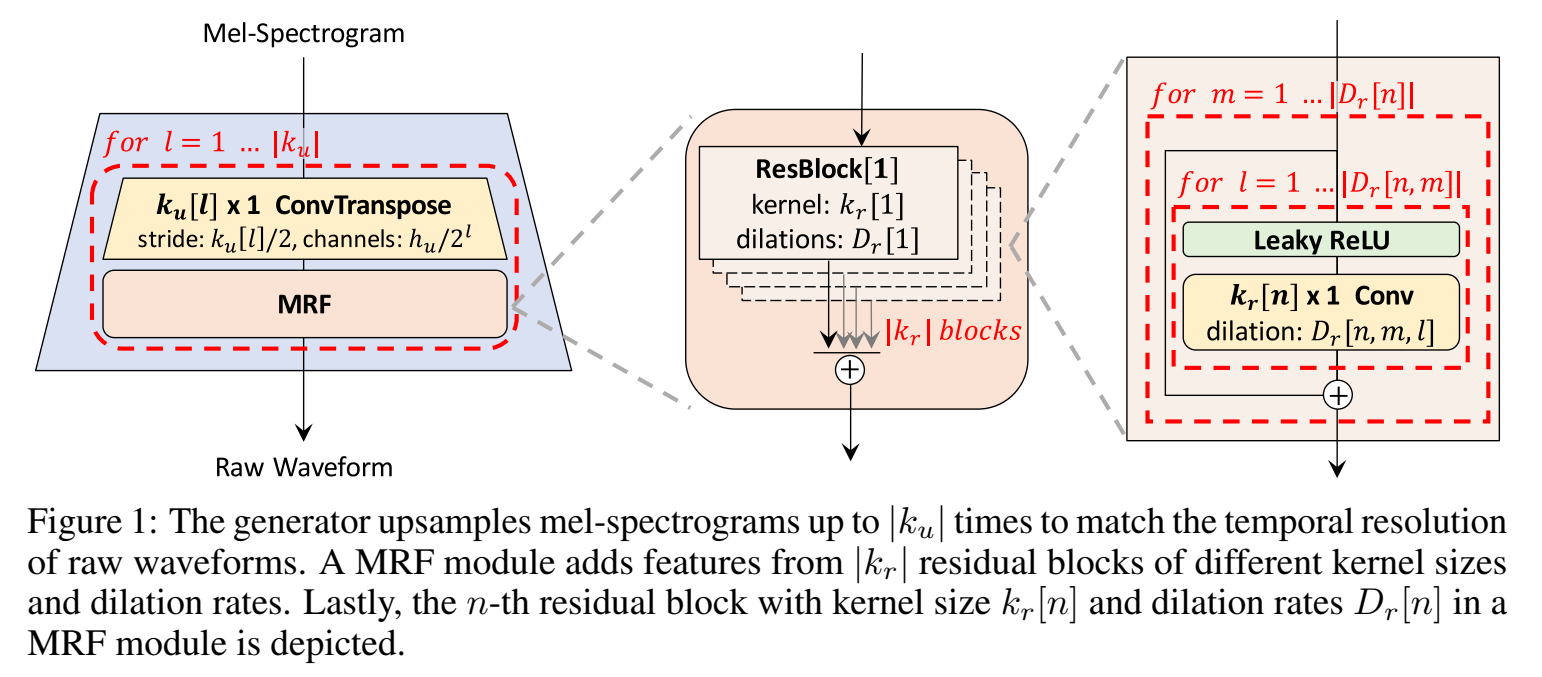 Mel-Spectrogram
for l = 1 … |k_u|
k_u[l] x 1 ConvTranspose
stride: k_u[l]/2, channels: h_u/2^l
MRF
Raw Waveform
ResBlock[1]
kernel: k_r[1]
dilations: D_r[1]
|k_r| blocks
+
for m = 1 …|D_r[n]|
for l = 1 …|D_r[n, m]|
Leaky ReLU
k_r[n] x 1 Conv
dilation: D_r[n, m, l]
+
Figure 1: The generator upsamples mel-spectrograms up to |k_u| times to match the temporal resolution
of raw waveforms. A MRF module adds features from |k_r| residual blocks of different kernel sizes
and dilation rates. Lastly, the n-th residual block with kernel size k_r[n] and dilation rates D_r[n] in a
MRF module is depicted.